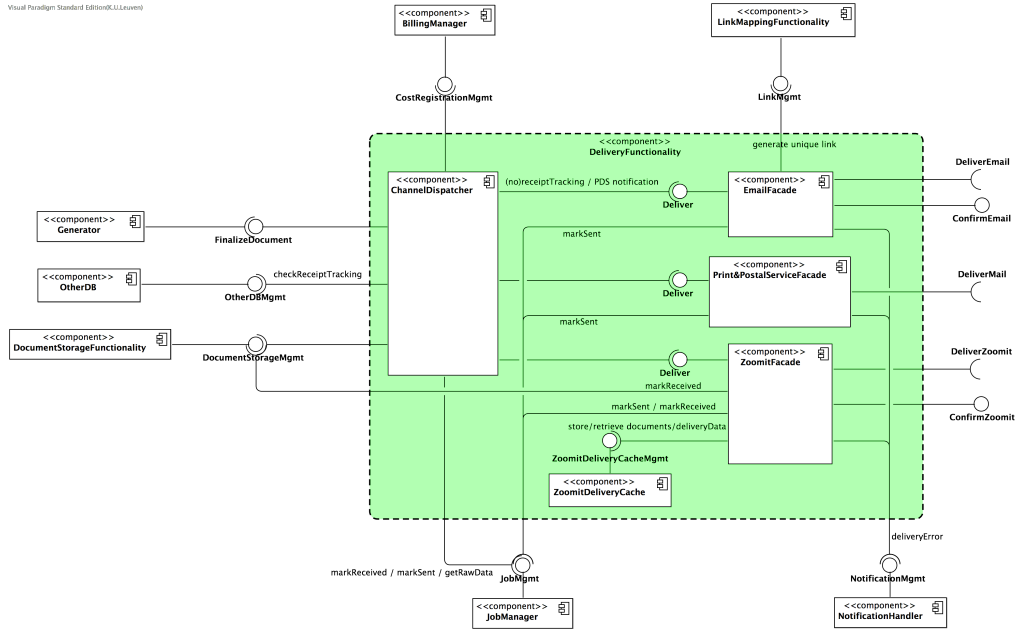 Visual Paradigm Standard Edition(K.U.Leuven)
<<component>>
BillingManager
<<component>>
LinkMappingFunctionality
CostRegistrationMgmt
LinkMgmt
<<component>>
DeliveryFunctionality
generate unique link
<<component>>
ChannelDispatcher
(no)receiptTracking / PDS notification
Deliver
<<component>>
EmailFacade
DeliverEmail
ConfirmEmail
<<component>>
Generator
FinalizeDocument
markSent
<<component>>
OtherDB
checkReceiptTracking
OtherDBMgmt
Deliver
<<component>>
Print&PostalServiceFacade
DeliverMail
markSent
<<component>>
DocumentStorageFunctionality
DocumentStorageMgmt
Deliver
<<component>>
ZoomitFacade
DeliverZoomit
markReceived
markSent / markReceived
ConfirmZoomit
store/retrieve documents/deliveryData
ZoomitDeliveryCacheMgmt
<<component>>
ZoomitDeliveryCache
deliveryError
markReceived / markSent / getRawData
JobMgmt
NotificationMgmt
<<component>>
JobManager
<<component>>
NotificationHandler